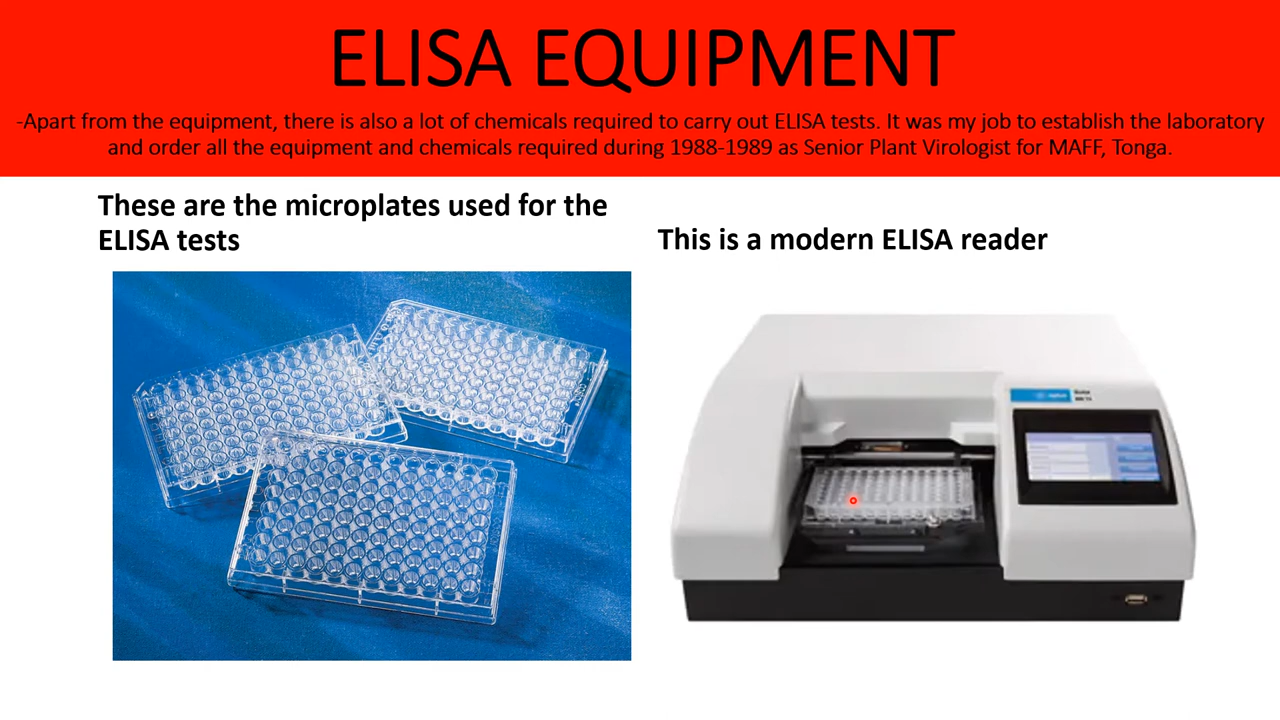 ELISA EQUIPMENT
-Apart from the equipment, there is also a lot of chemicals required to carry out ELISA tests. It was my job to establish the laboratory
and order all the equipment and chemicals required during 1988-1989 as Senior Plant Virologist for MAFF, Tonga.
These are the microplates used for the
ELISA tests
This is a modern ELISA reader